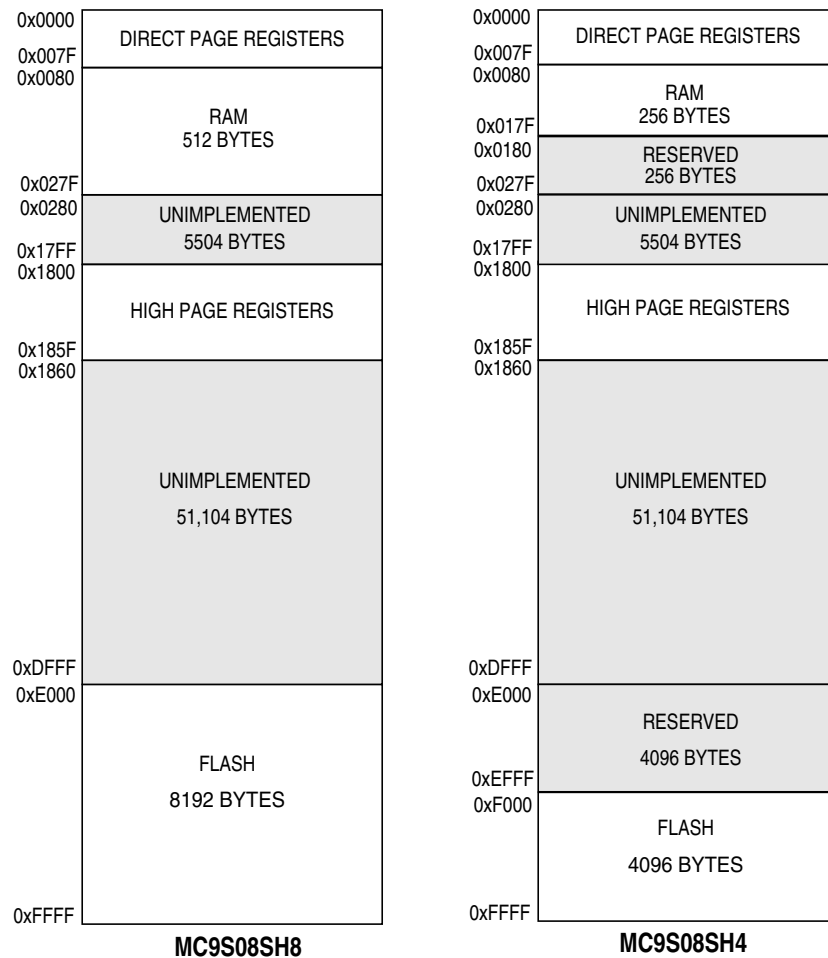 0x0000
DIRECT PAGE REGISTERS
0x007F
0x0080
RAM
512 BYTES
0x027F
0x0280
UNIMPLEMENTED
5504 BYTES
0x17FF
0x1800
HIGH PAGE REGISTERS
0x185F
0x1860
UNIMPLEMENTED
51,104 BYTES
0xDFFF
0xE000
FLASH
8192 BYTES
0xFFFF
MC9S08SH8
0x0000
DIRECT PAGE REGISTERS
0x007F
0x0080
RAM
256 BYTES
0x017F
0x0180
RESERVED
256 BYTES
0x027F
0x0280
UNIMPLEMENTED
5504 BYTES
0x17FF
0x1800
HIGH PAGE REGISTERS
0x185F
0x1860
UNIMPLEMENTED
51,104 BYTES
0xDFFF
0xE000
RESERVED
4096 BYTES
0xEFFF
0xF000
FLASH
4096 BYTES
0xFFFF
MC9S08SH4